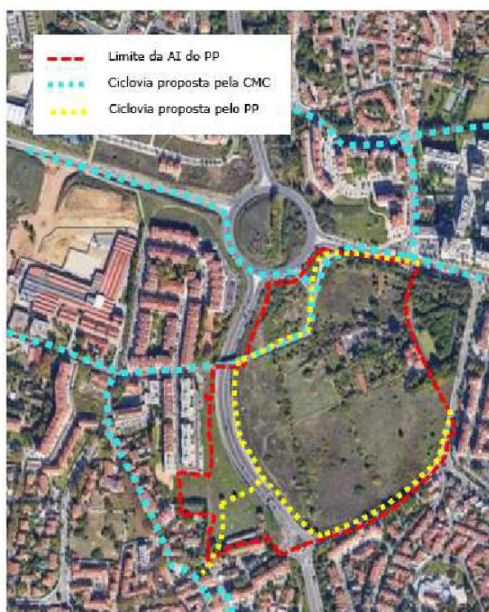 Limite da AI do PP
Ciclovia proposta pela CMC
Ciclovia proposta pelo PP